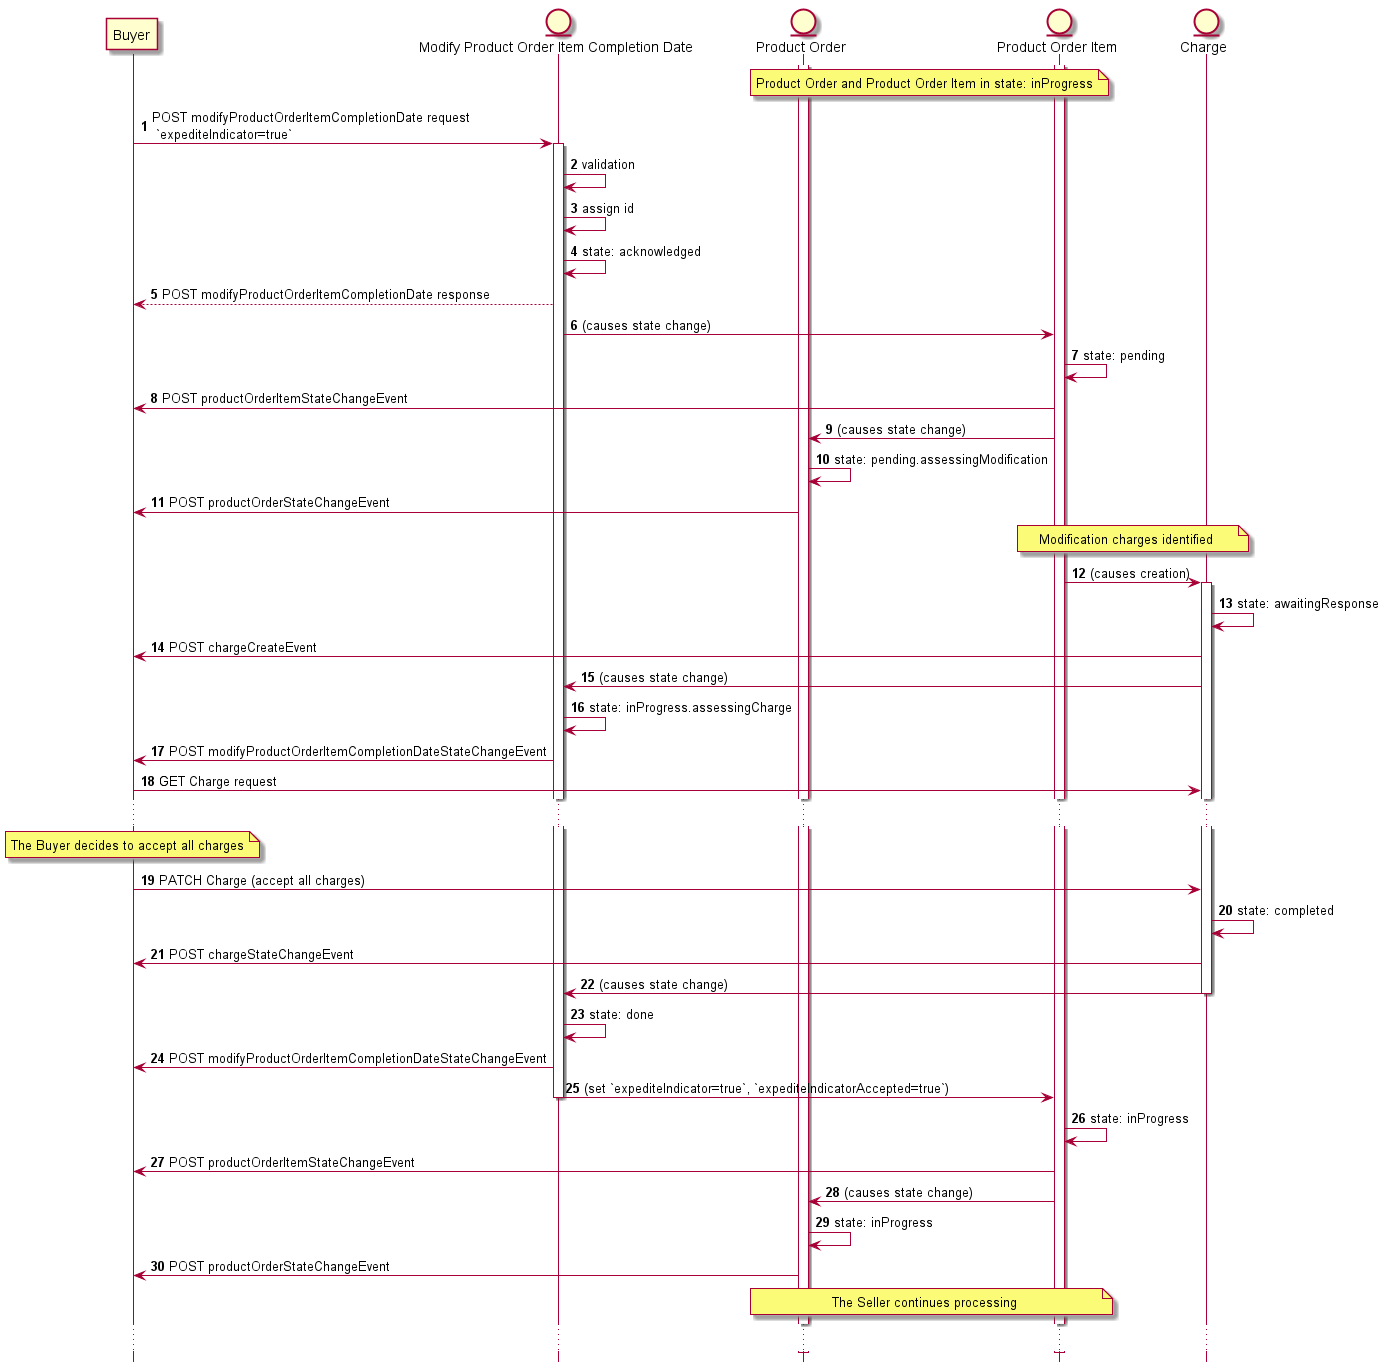 Buyer
Modify Product Order Item Completion Date
Product Order
Product Order Item
Charge
Product Order and Product Order Item in state: inProgress
1 POST modifyProductOrderItemCompletionDate request
`expediteIndicator=true`
2 validation
3 assign id
4 state: acknowledged
5 POST modifyProductOrderItemCompletionDate response
6 (causes state change)
7 state: pending
8 POST productOrderItemStateChangeEvent
9 (causes state change)
10 state: pending.assessingModification
11 POST productOrderStateChangeEvent
Modification charges identified
12 (causes creation)
13 state: awaitingResponse
14 POST chargeCreateEvent
15 (causes state change)
16 state: inProgress.assessingCharge
17 POST modifyProductOrderItemCompletionDateStateChangeEvent
18 GET Charge request
The Buyer decides to accept all charges
19 PATCH Charge (accept all charges)
20 state: completed
21 POST chargeStateChangeEvent
22 (causes state change)
23 state: done
24 POST modifyProductOrderItemCompletionDateStateChangeEvent
25 (set `expediteIndicator=true`, `expediteIndicatorAccepted=true`)
26 state: inProgress
27 POST productOrderItemStateChangeEvent
28 (causes state change)
29 state: inProgress
30 POST productOrderStateChangeEvent
The Seller continues processing